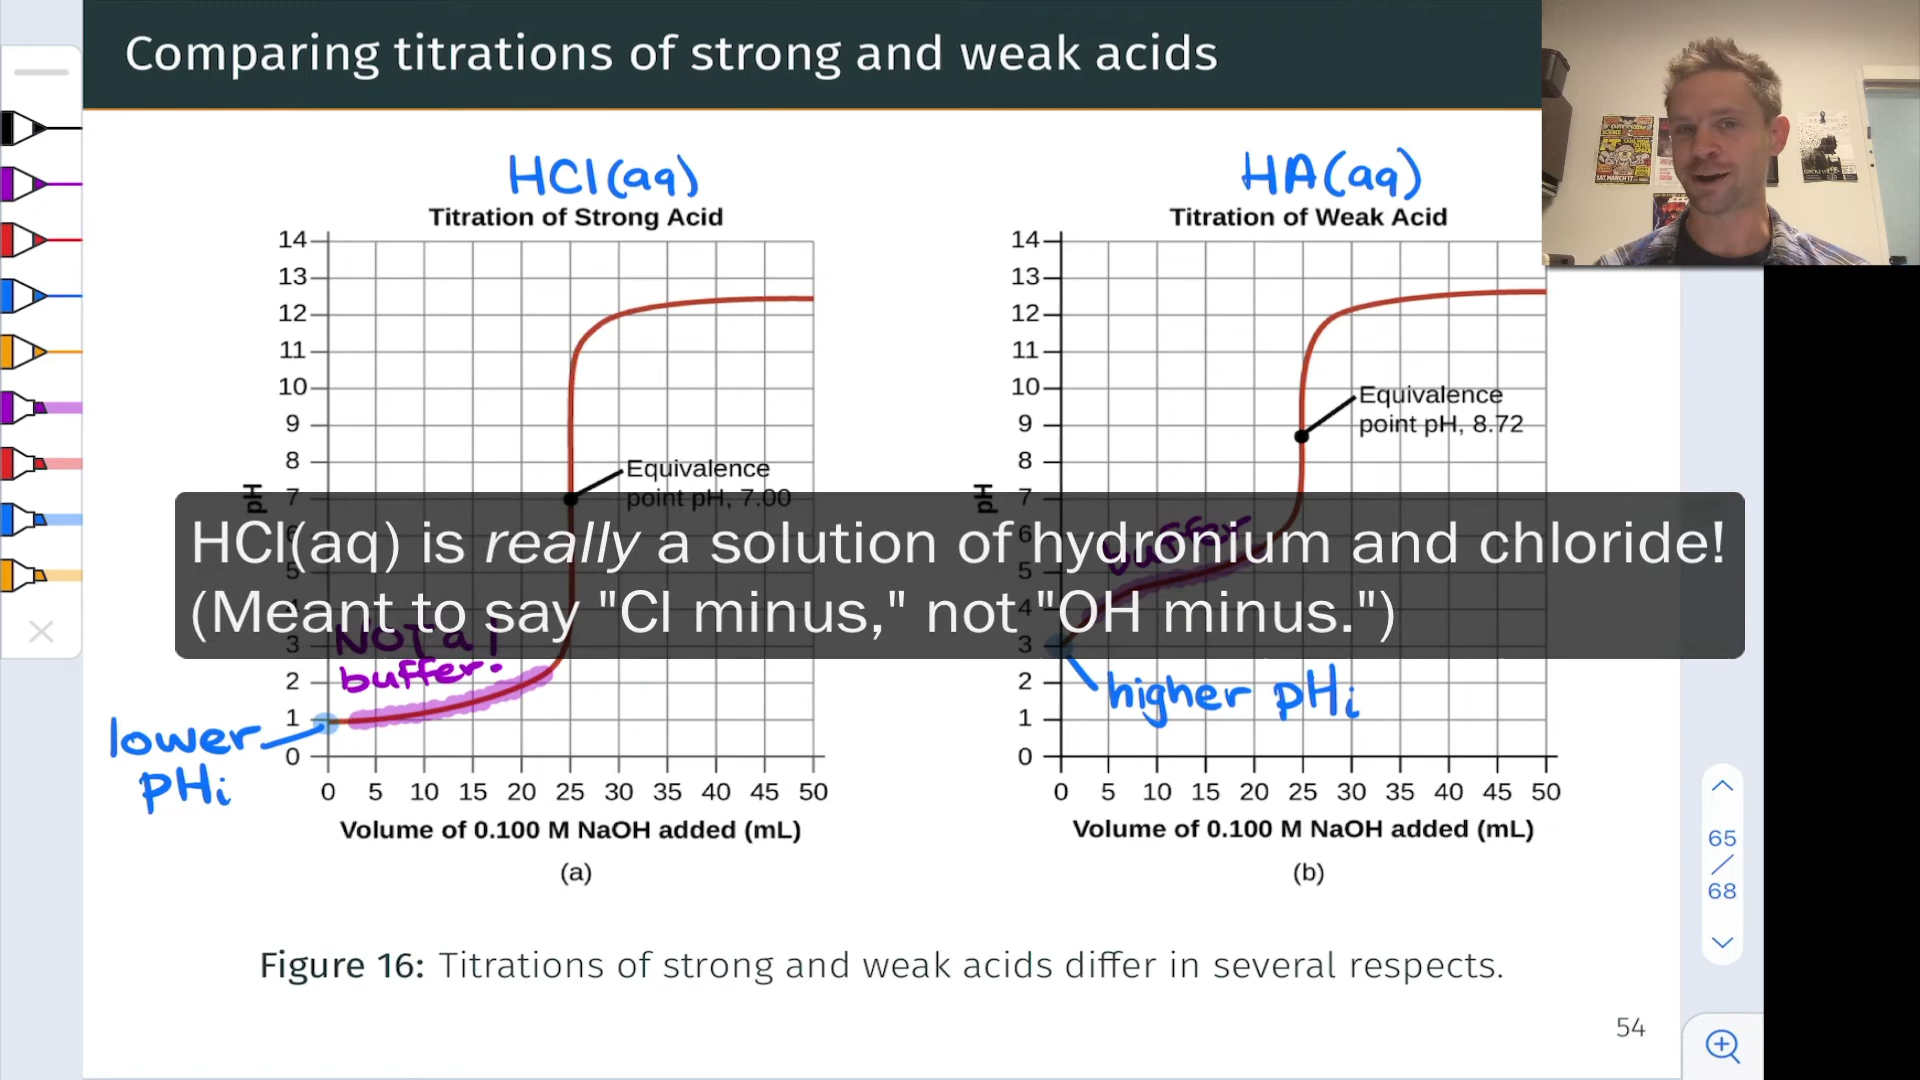 Comparing titrations of strong and weak acids
HCl(aq)
Titration of Strong Acid
14
13
12
11
10
9
8
7
5
4
3
2
1
0
pH
Equivalence
point pH, 7.00
NOT a
buffer!
lower
pHi
0 5 10 15 20 25 30 35 40 45 50
Volume of 0.100 M NaOH added (mL)
(a)
HA(aq)
Titration of Weak Acid
14
13
12
11
10
9
8
7
6
5
4
3
2
1
0
pH
Equivalence
point pH, 8.72
buffer
higher pHi
0 5 10 15 20 25 30 35 40 45 50
Volume of 0.100 M NaOH added (mL)
(b)
HCl(aq) is really a solution of hydronium and chloride!
(Meant to say "Cl minus," not "OH minus.")
Figure 16: Titrations of strong and weak acids differ in several respects.
54
65
68